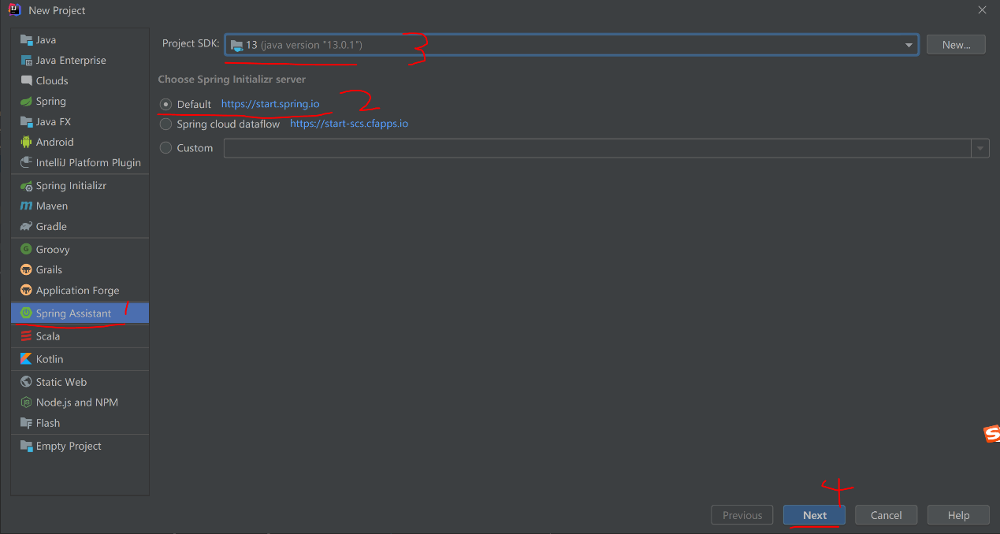 New Project
Java
Java Enterprise
Clouds
Spring
Java FX
Android
IntelliJ Platform Plugin
Spring Initializr
Maven
Gradle
Groovy
Grails
Application Forge
Spring Assistant 1
Scala
Kotlin
Static Web
Node.js and NPM
Flash
Empty Project
Project SDK: 13 (java version "13.0.1") 3 New...
Choose Spring Initializr server
Default https://start.spring.io 2
Spring cloud dataflow https://start-scs.cfapps.io
Custom
4
Previous Next Cancel Help